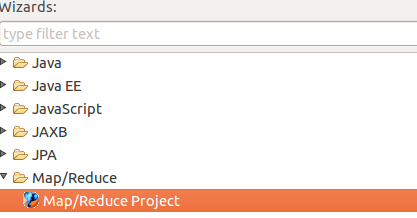 Wizards:
type filter text
Java
Java EE
JavaScript
JAXB
JPA
Map/Reduce
Map/Reduce Project